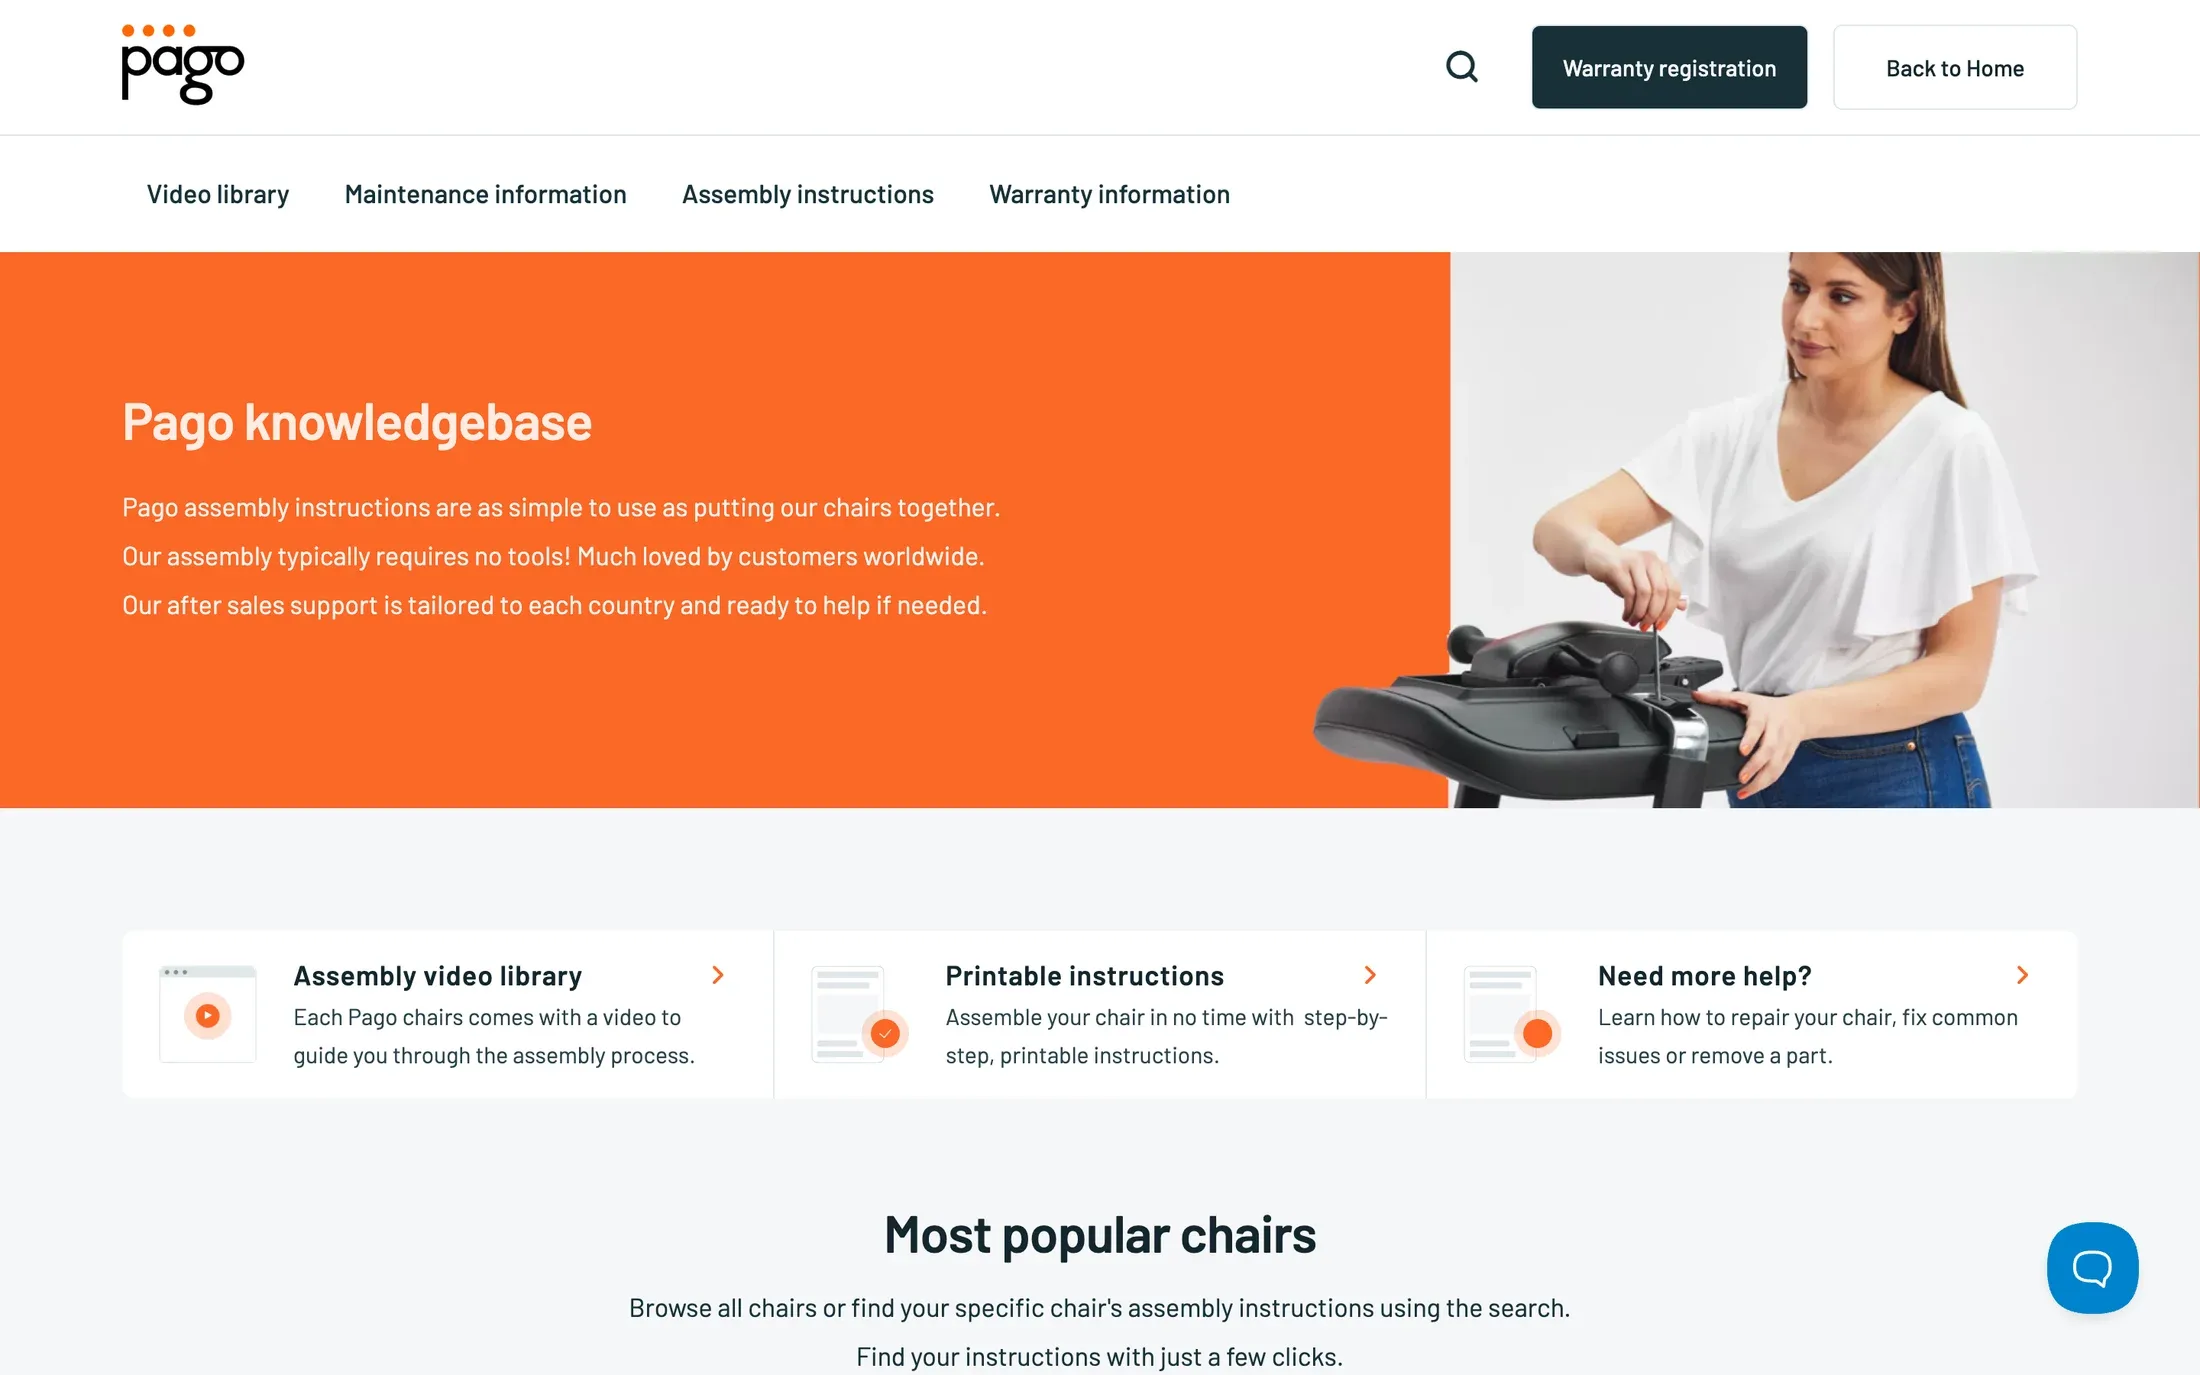 pago
Warranty registration
Back to Home
Video library
Maintenance information
Assembly instructions
Warranty information
Pago knowledgebase
Pago assembly instructions are as simple to use as putting our chairs together.
Our assembly typically requires no tools! Much loved by customers worldwide.
Our after sales support is tailored to each country and ready to help if needed.
Assembly video library
Each Pago chairs comes with a video to
guide you through the assembly process.
Printable instructions
Assemble your chair in no time with step-by-
step, printable instructions.
Need more help?
Learn how to repair your chair, fix common
issues or remove a part.
Most popular chairs
Browse all chairs or find your specific chair's assembly instructions using the search.
Find your instructions with just a few clicks.